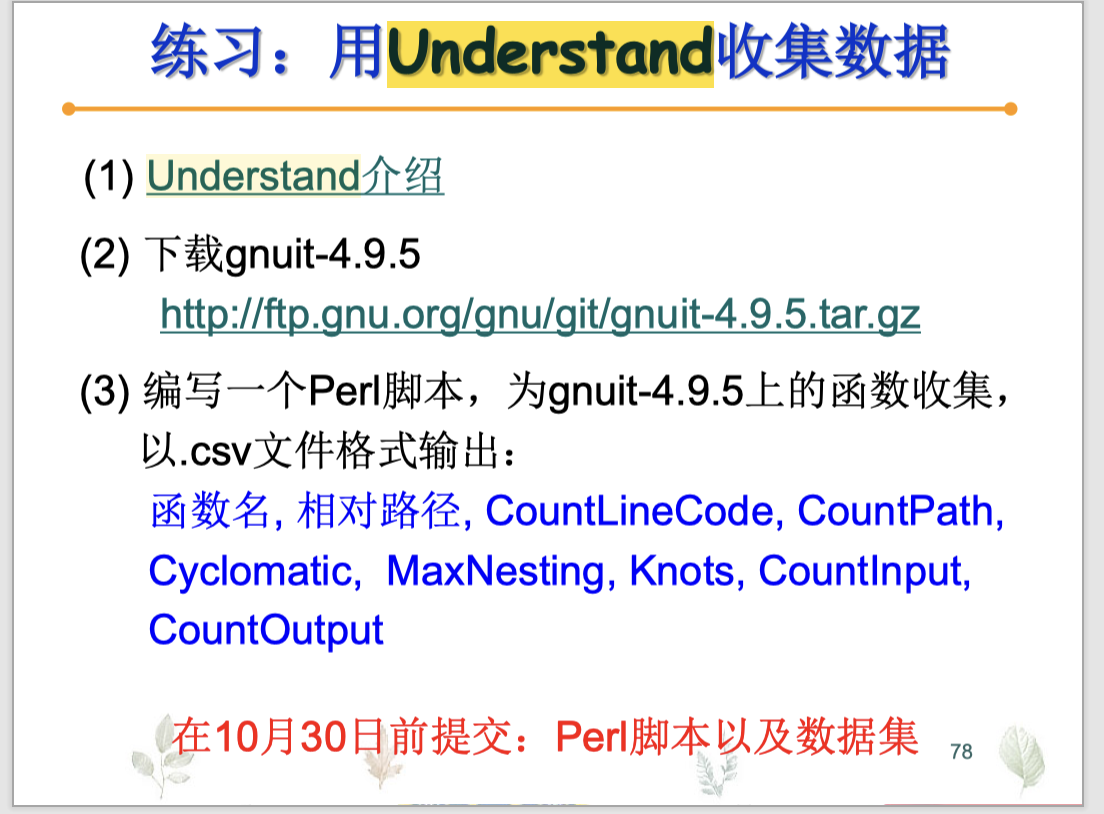 练习：用Understand收集数据
(1) Understand介绍
(2) 下载gnuit-4.9.5
http://ftp.gnu.org/gnu/git/gnuit-4.9.5.tar.gz
(3) 编写一个Perl脚本，为gnuit-4.9.5上的函数收集，
以.csv文件格式输出：
函数名, 相对路径, CountLineCode, CountPath,
Cyclomatic, MaxNesting, Knots, CountInput,
CountOutput
在10月30日前提交：Perl脚本以及数据集
78